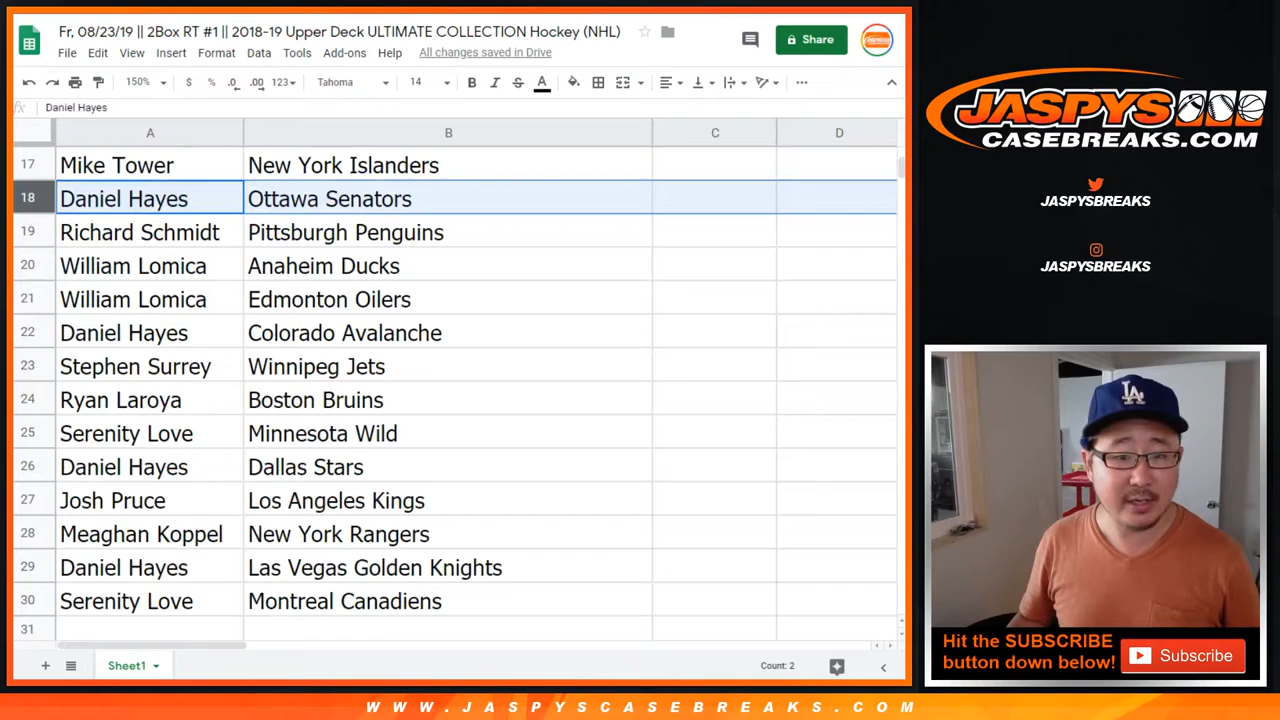 Fr, 08/23/19 || 2Box RT #1 || 2018-19 Upper Deck ULTIMATE COLLECTION Hockey (NHL)
File Edit View Insert Format Data Tools Add-ons Help All changes saved in Drive
Share
150% $ % .0 .00 123 Tahoma 14 B I S A
fx Daniel Hayes
A B C D
17 Mike Tower New York Islanders
18 Daniel Hayes Ottawa Senators
19 Richard Schmidt Pittsburgh Penguins
20 William Lomica Anaheim Ducks
21 William Lomica Edmonton Oilers
22 Daniel Hayes Colorado Avalanche
23 Stephen Surrey Winnipeg Jets
24 Ryan Laroya Boston Bruins
25 Serenity Love Minnesota Wild
26 Daniel Hayes Dallas Stars
27 Josh Pruce Los Angeles Kings
28 Meaghan Koppel New York Rangers
29 Daniel Hayes Las Vegas Golden Knights
30 Serenity Love Montreal Canadiens
31
Sheet1
Count: 2
JASPYS
CASEBREAKS.COM
JASPYSBREAKS
JASPYSBREAKS
LA
Hit the SUBSCRIBE
button down below!
Subscribe
WWW.JASPYSCASEBREAKS.COM